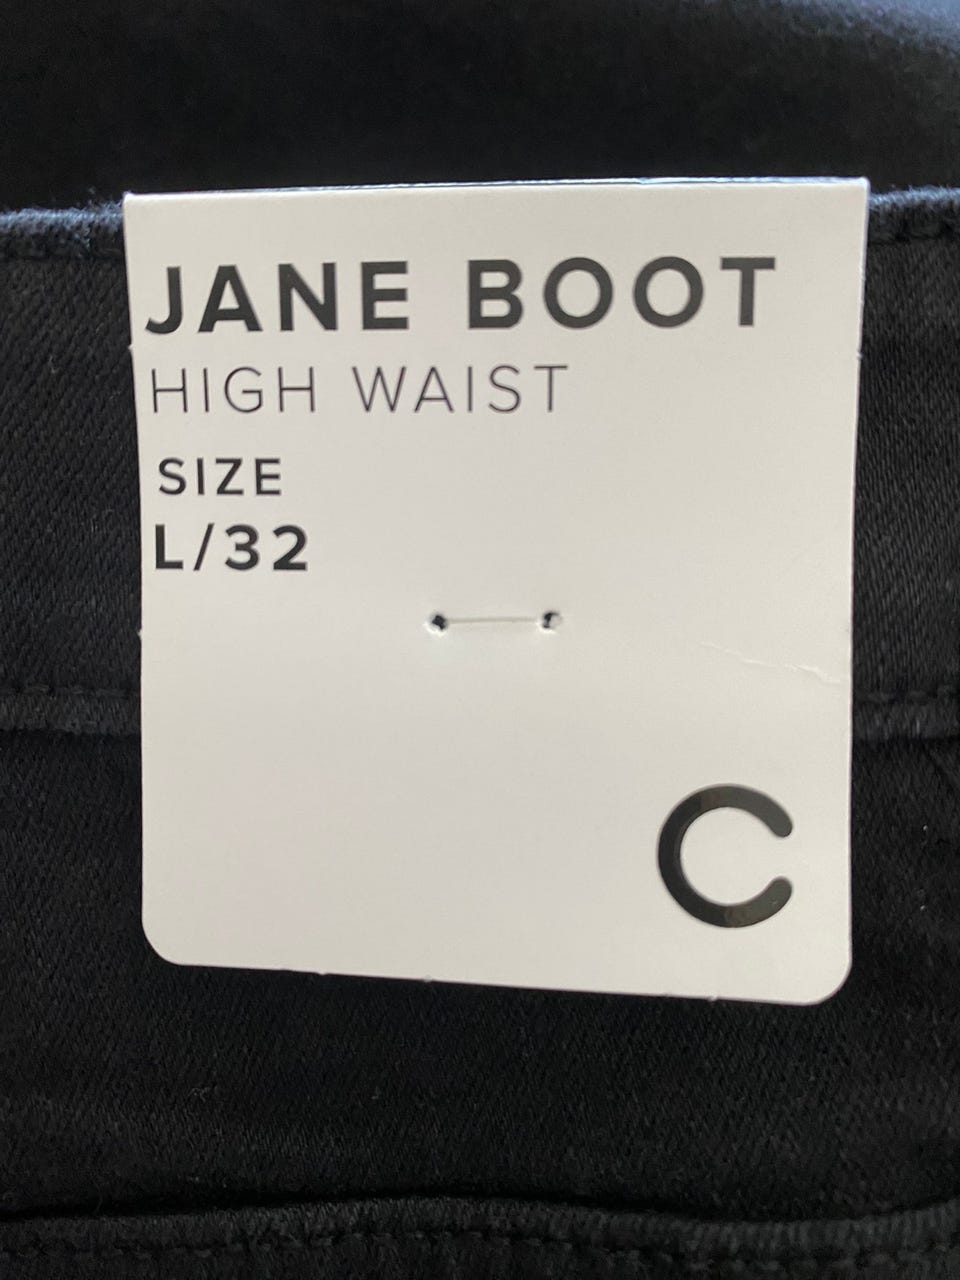 JANE BOOT
HIGH WAIST
SIZE
L/32
C